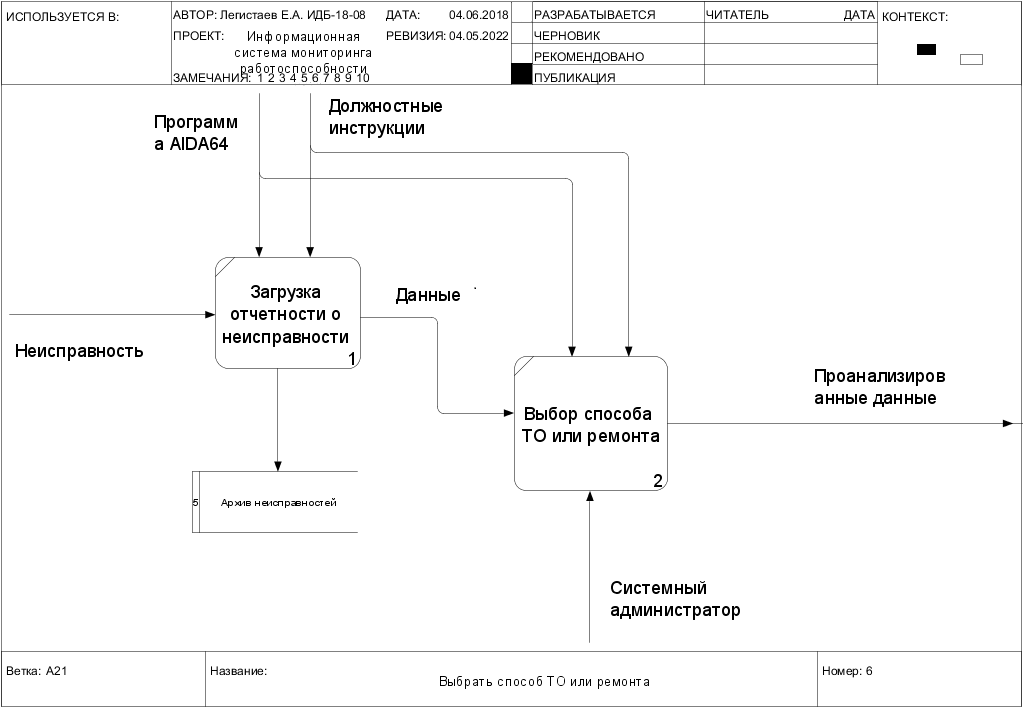 ИСПОЛЬЗУЕТСЯ В:
АВТОР: Легистаев Е.А. ИДБ-18-08
ДАТА: 04.06.2018
РАЗРАБАТЫВАЕТСЯ
ЧИТАТЕЛЬ
ДАТА
КОНТЕКСТ:
ПРОЕКТ: Информационная
система мониторинга
работоспособности
РЕВИЗИЯ: 04.05.2022
ЧЕРНОВИК
РЕКОМЕНДОВАНО
ЗАМЕЧАНИЯ: 1 2 3 4 5 6 7 8 9 10
ПУБЛИКАЦИЯ
Программ
а AIDA64
Должностные
инструкции
Загрузка
отчетности о
неисправности
1
Данные
Неисправность
Выбор способа
ТО или ремонта
2
Проанализиров
анные данные
5
Архив неисправностей
Системный
администратор
Ветка: A21
Название:
Выбрать способ ТО или ремонта
Номер: 6